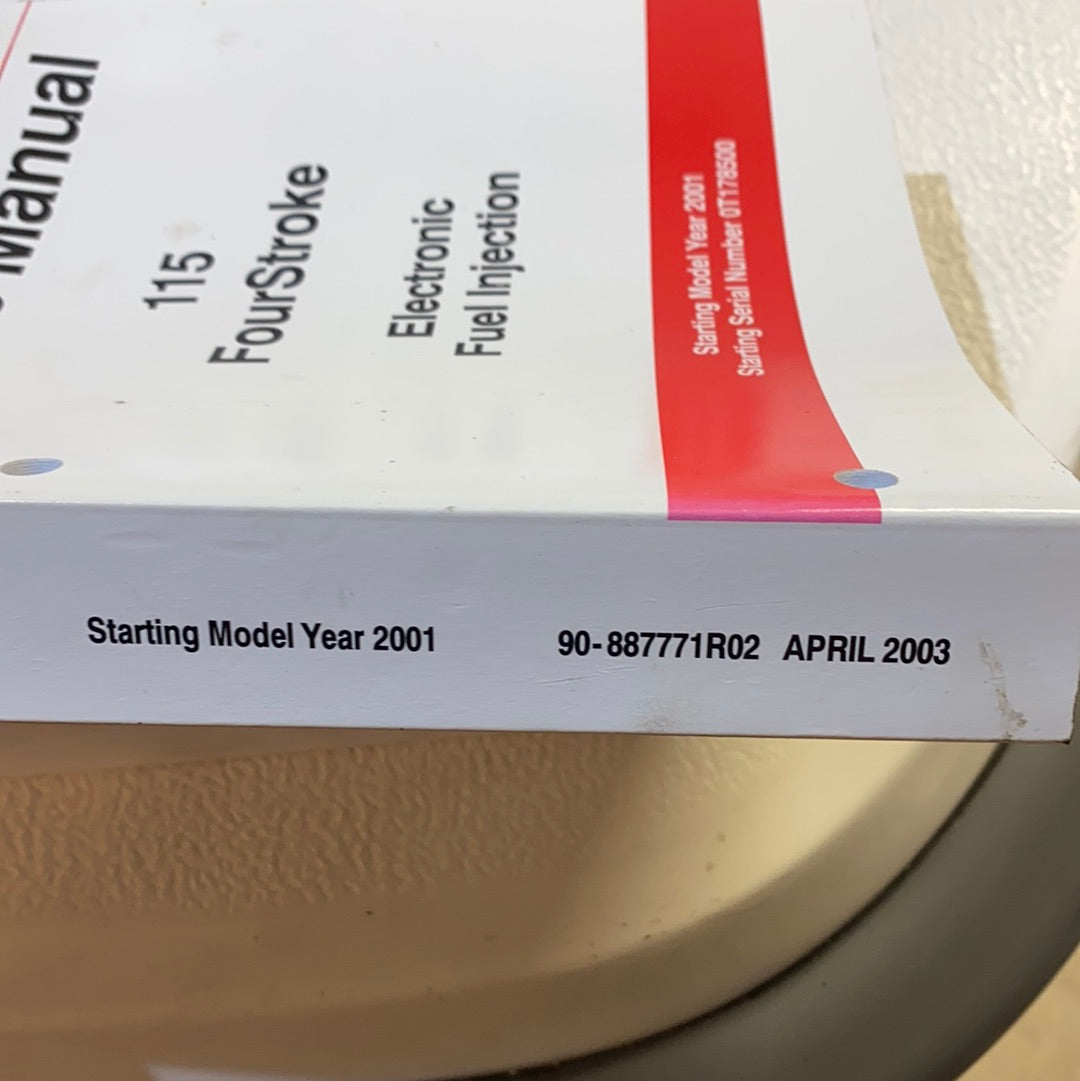 Manual
115
FourStroke
Electronic
Fuel Injection
Starting Model Year 2001
Starting Serial Number 0T178500
Starting Model Year 2001 90-887771R02 APRIL 2003